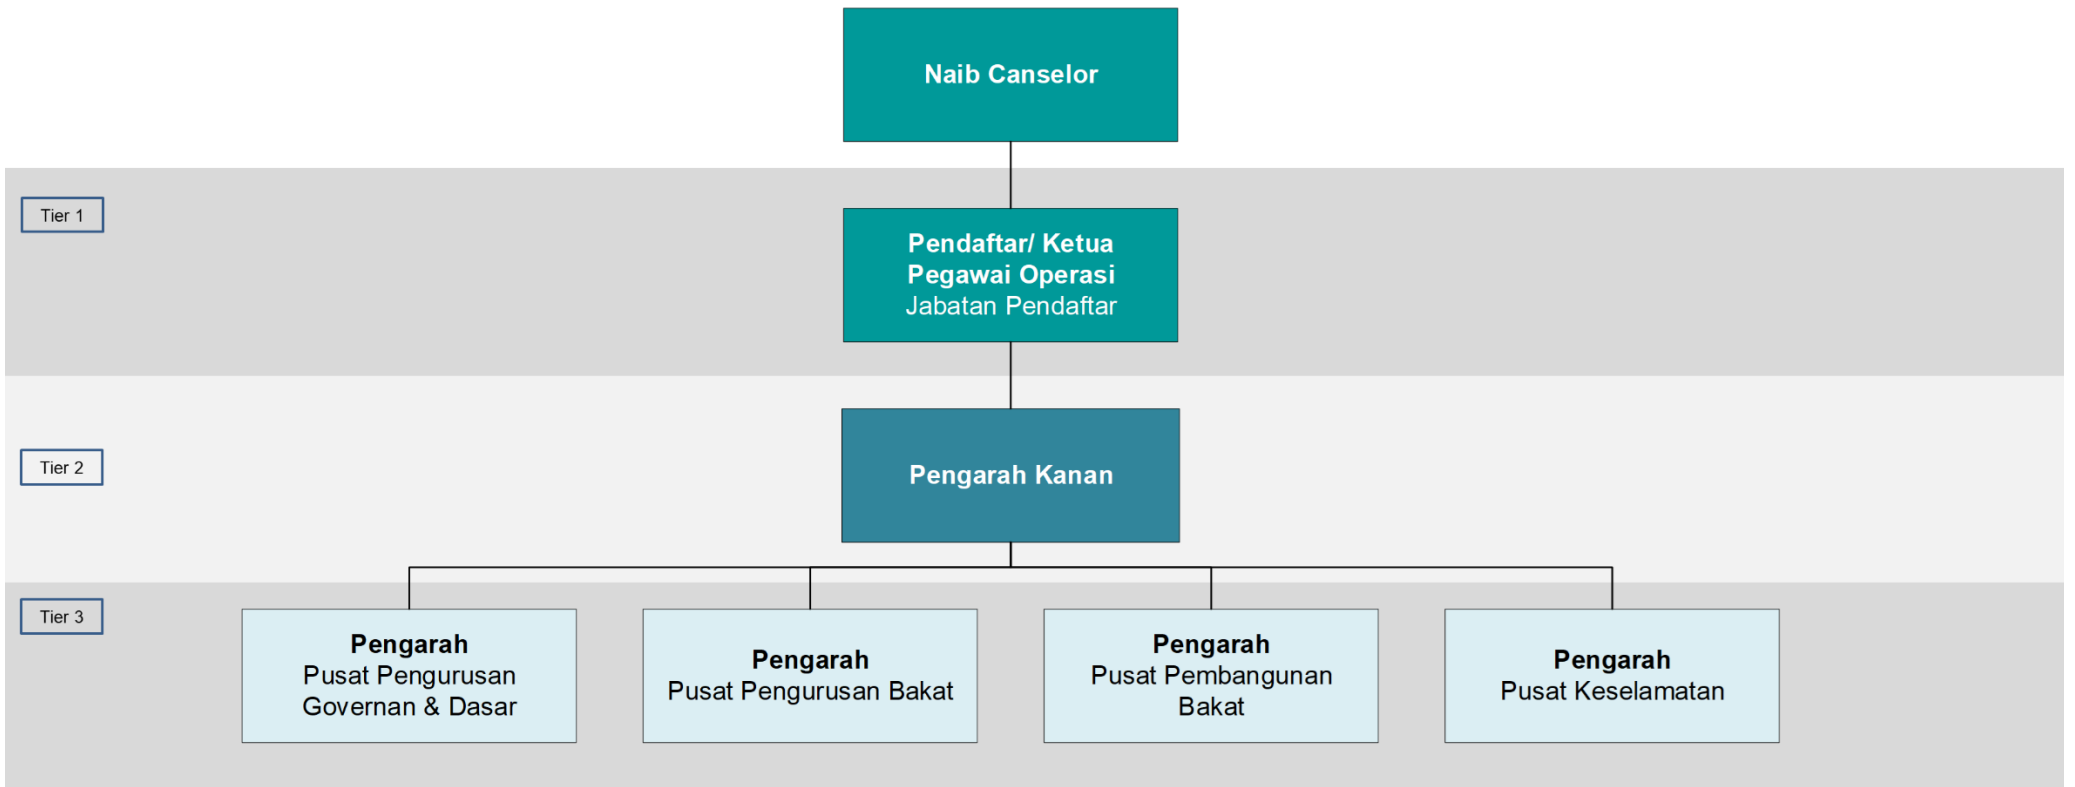 Naib Canselor
Tier 1
Pendaftar/ Ketua
Pegawai Operasi
Jabatan Pendaftar
Tier 2
Pengarah Kanan
Tier 3
Pengarah
Pusat Pengurusan
Governan & Dasar
Pengarah
Pusat Pengurusan Bakat
Pengarah
Pusat Pembangunan
Bakat
Pengarah
Pusat Keselamatan